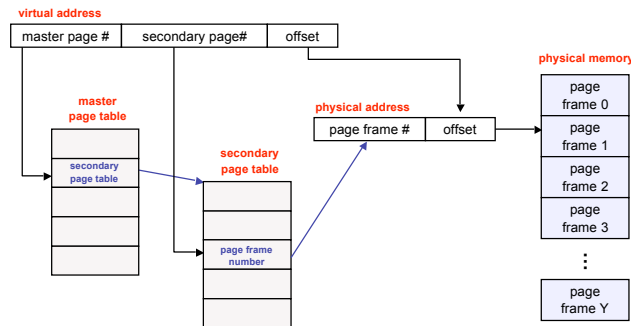 virtual address
master page #
secondary page#
offset
physical memory
page
frame 0
physical address
master
page table
page frame #
offset
page
frame 1
secondary
page table
secondary
page table
page
frame 2
page
frame 3
page frame
number
...
page
frame Y